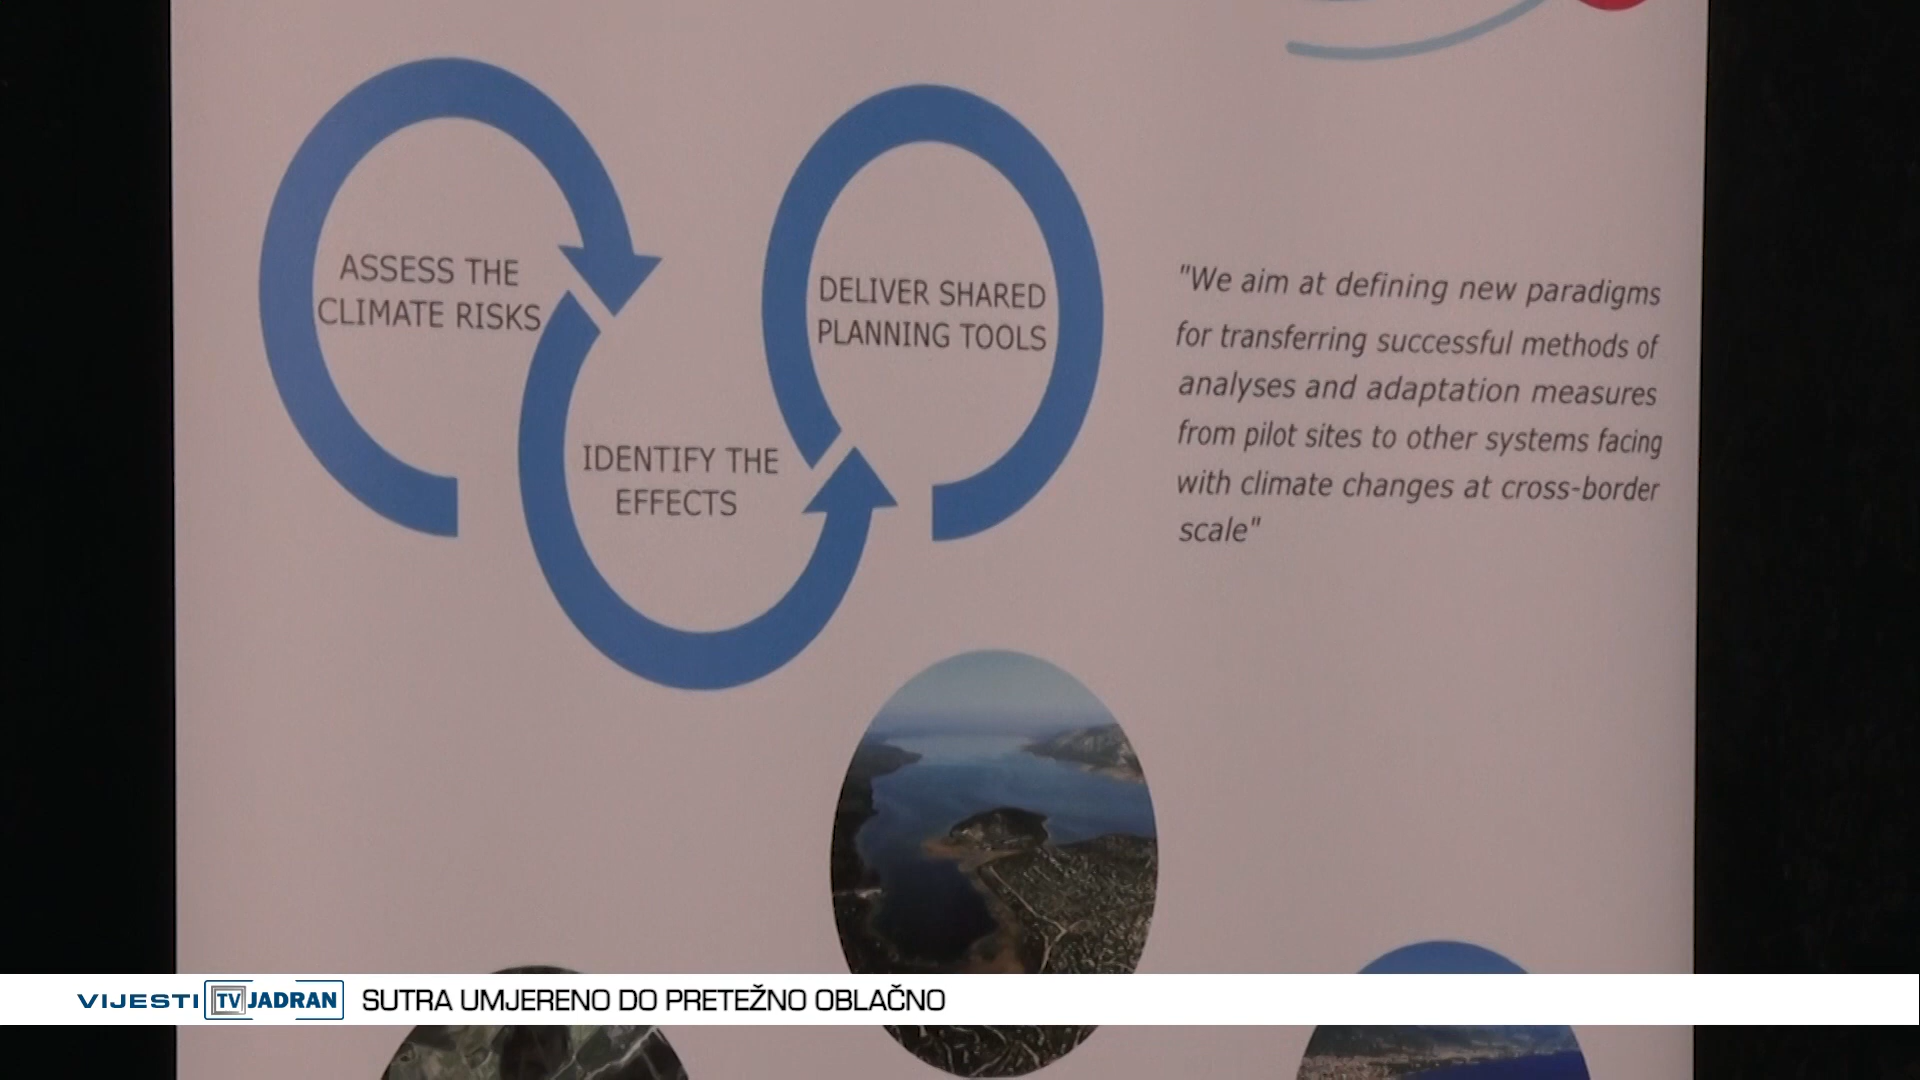 ASSESS THE
CLIMATE RISKS
IDENTIFY THE
EFFECTS
DELIVER SHARED
PLANNING TOOLS
"We aim at defining new paradigms
for transferring successful methods of
analyses and adaptation measures
from pilot sites to other systems facing
with climate changes at cross-border
scale"
VIJESTI TV JADRAN SUTRA UMJERENO DO PRETEŽNO OBLAČNO